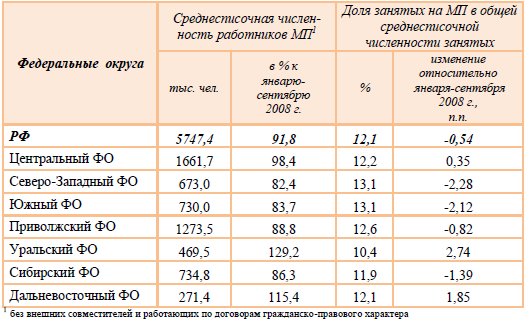 Федеральные округа
Среднесписочная числен-
ность работников МП1
Доля занятых на МП в общей
среднесписочной
численности занятых
тыс. чел.
в % к
январю-
сентябрю
2008 г.
%
изменение
относительно
января-сентября
2008 г.,
п.п.
РФ 5747,4 91,8 12,1 -0,54
Центральный ФО 1661,7 98,4 12,2 0,35
Северо-Западный ФО 673,0 82,4 13,1 -2,28
Южный ФО 730,0 83,7 13,1 -2,12
Приволжский ФО 1273,5 88,8 12,6 -0,82
Уральский ФО 469,5 129,2 10,4 2,74
Сибирский ФО 734,8 86,3 11,9 -1,39
Дальневосточный ФО 271,4 115,4 12,1 1,85
1 без внешних совместителей и работающих по договорам гражданско-правового характера